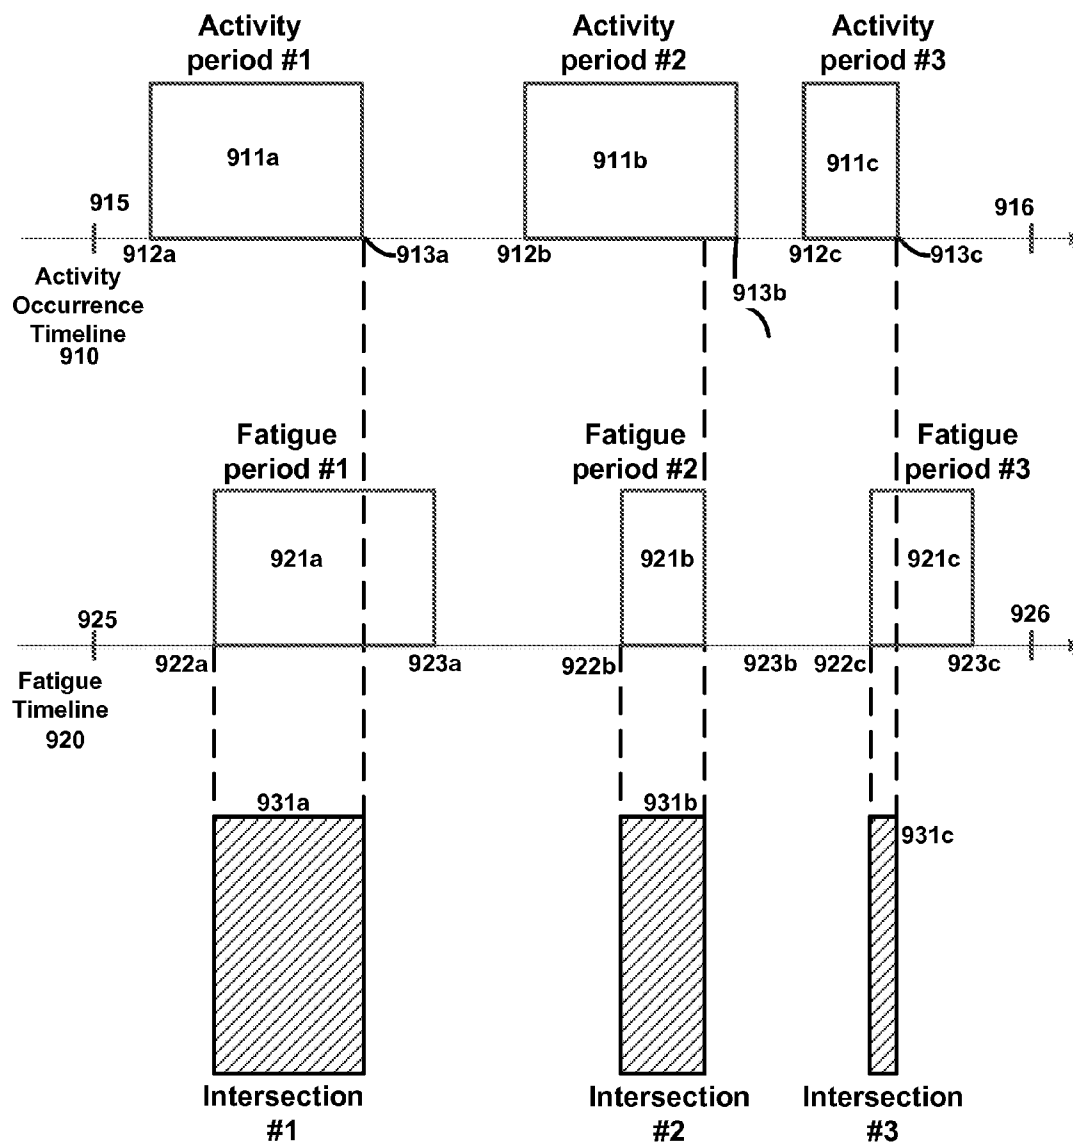 Activity
period #1
Activity
period #2
Activity
period #3
911a
911b
911c
915
916
912a
913a
912b
913b
912c
913c
Activity
Occurrence
Timeline
910
Fatigue
period #1
Fatigue
period #2
Fatigue
period #3
921a
921b
921c
925
926
922a
923a
922b
923b
922c
923c
Fatigue
Timeline
920
931a
931b
931c
Intersection
#1
Intersection
#2
Intersection
#3